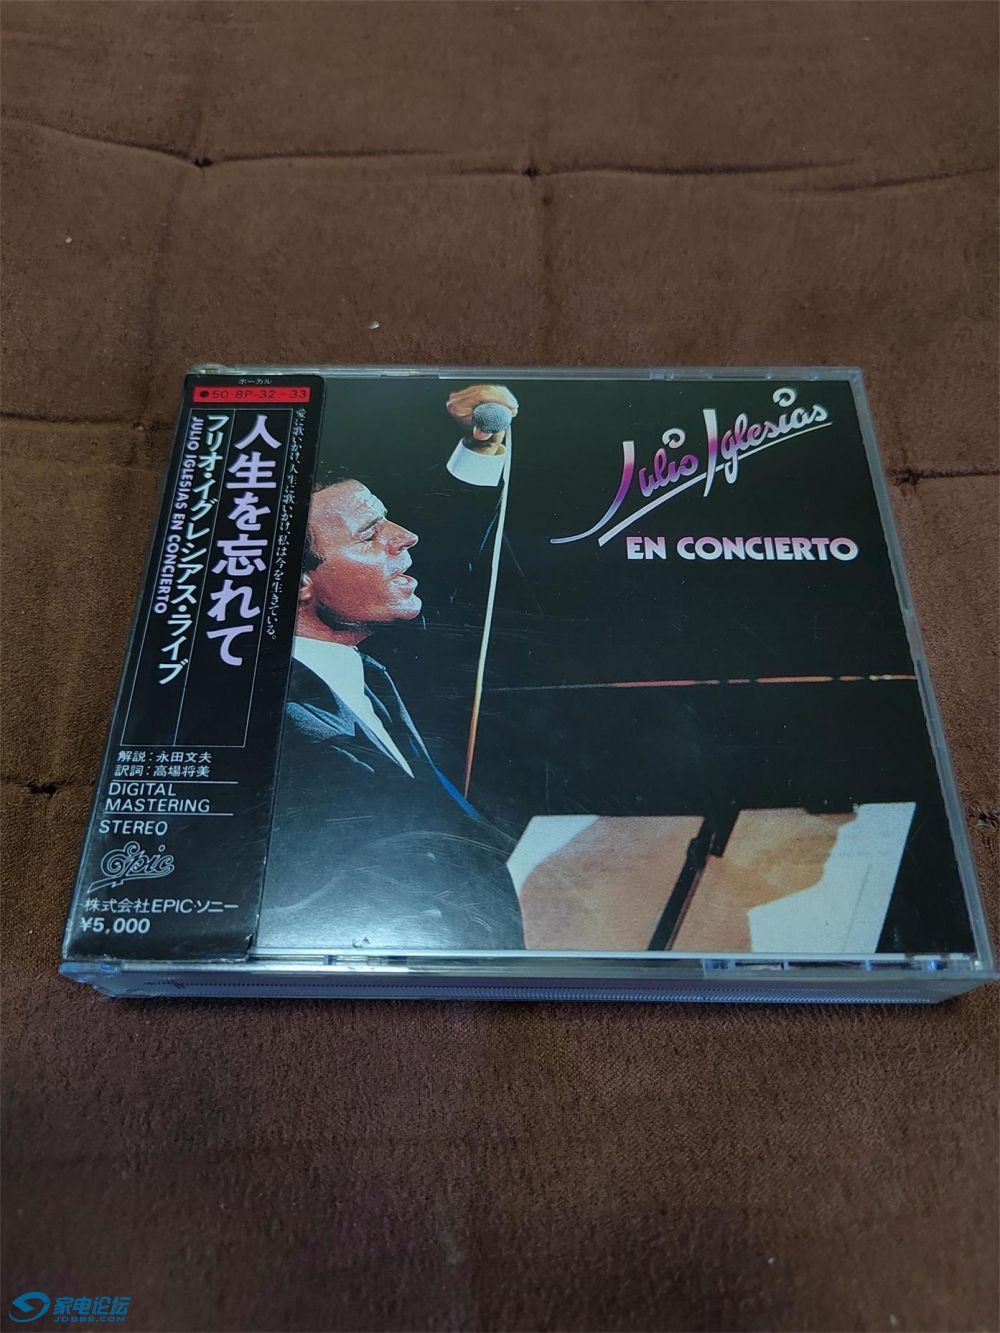 ボーカル
●50·8P-32~33
愛に歌いかけ、人生に歌いかけ、私は今を生きている。
人生を忘れて
フリオ・イグレシアス・ライブ
JULIO IGLESIAS EN CONCIERTO
解説：永田文夫
訳詞：高場将美
DIGITAL
MASTERING
STEREO
Epic
株式会社EPIC・ソニー
¥5,000
Julio Iglesias
EN CONCIERTO
家电论坛
JDBBS.COM